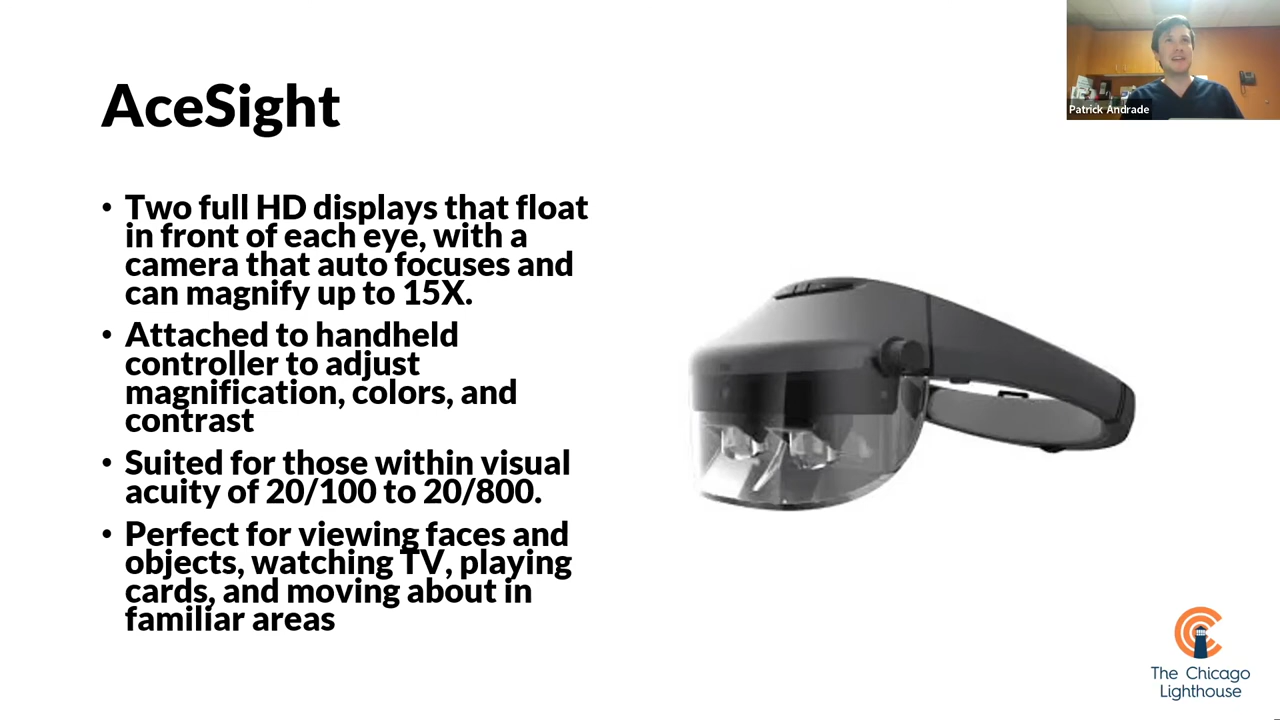 AceSight
Patrick Andrade
• Two full HD displays that float
in front of each eye, with a
camera that auto focuses and
can magnify up to 15X.
• Attached to handheld
controller to adjust
magnification, colors, and
contrast
• Suited for those within visual
acuity of 20/100 to 20/800.
• Perfect for viewing faces and
objects, watching TV, playing
cards, and moving about in
familiar areas
The Chicago
Lighthouse